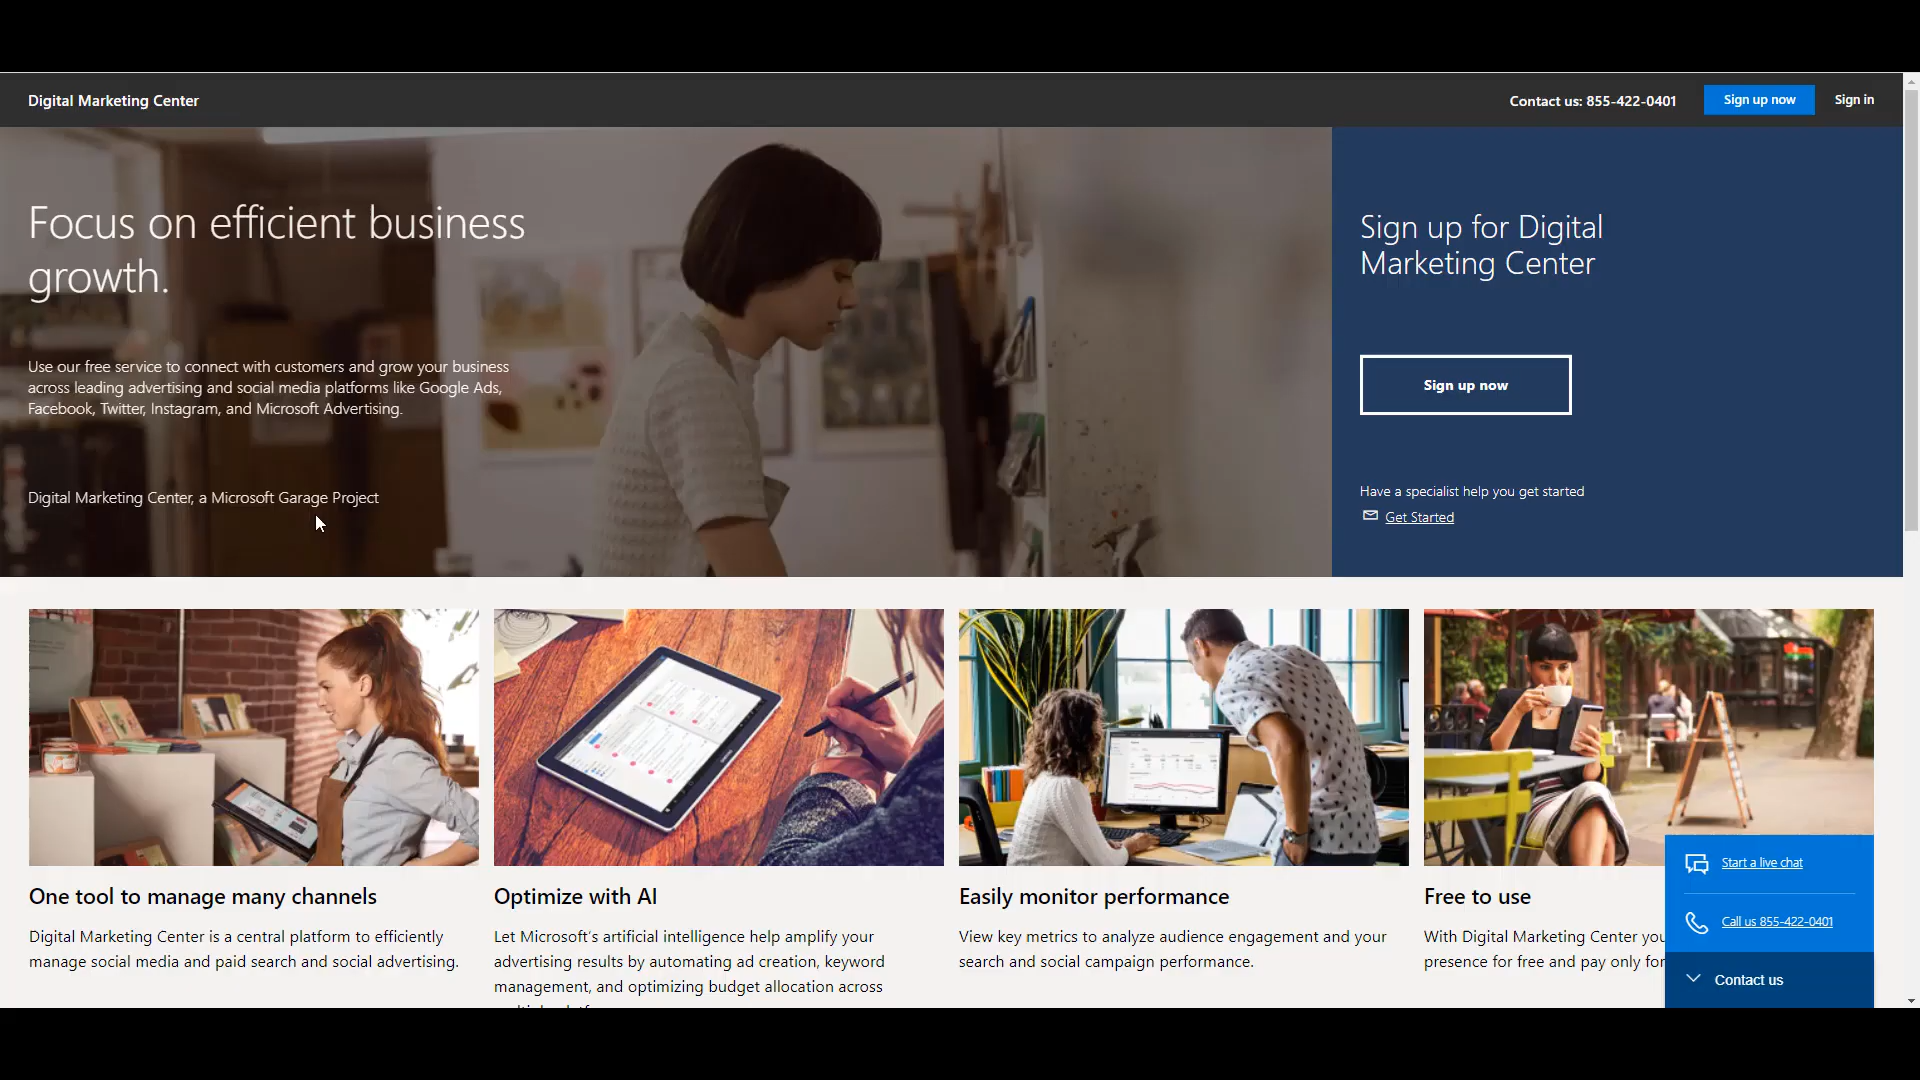 Digital Marketing Center
Contact us: 855-422-0401
Sign up now
Sign in
Focus on efficient business
growth.
Use our free service to connect with customers and grow your business
across leading advertising and social media platforms like Google Ads,
Facebook, Twitter, Instagram, and Microsoft Advertising.
Digital Marketing Center, a Microsoft Garage Project
Sign up for Digital
Marketing Center
Sign up now
Have a specialist help you get started
Get Started
One tool to manage many channels
Digital Marketing Center is a central platform to efficiently
manage social media and paid search and social advertising.
Optimize with AI
Let Microsoft's artificial intelligence help amplify your
advertising results by automating ad creation, keyword
management, and optimizing budget allocation across
Easily monitor performance
View key metrics to analyze audience engagement and your
search and social campaign performance.
Free to use
With Digital Marketing Center you
presence for free and pay only for
Start a live chat
Call us 855-422-0401
Contact us